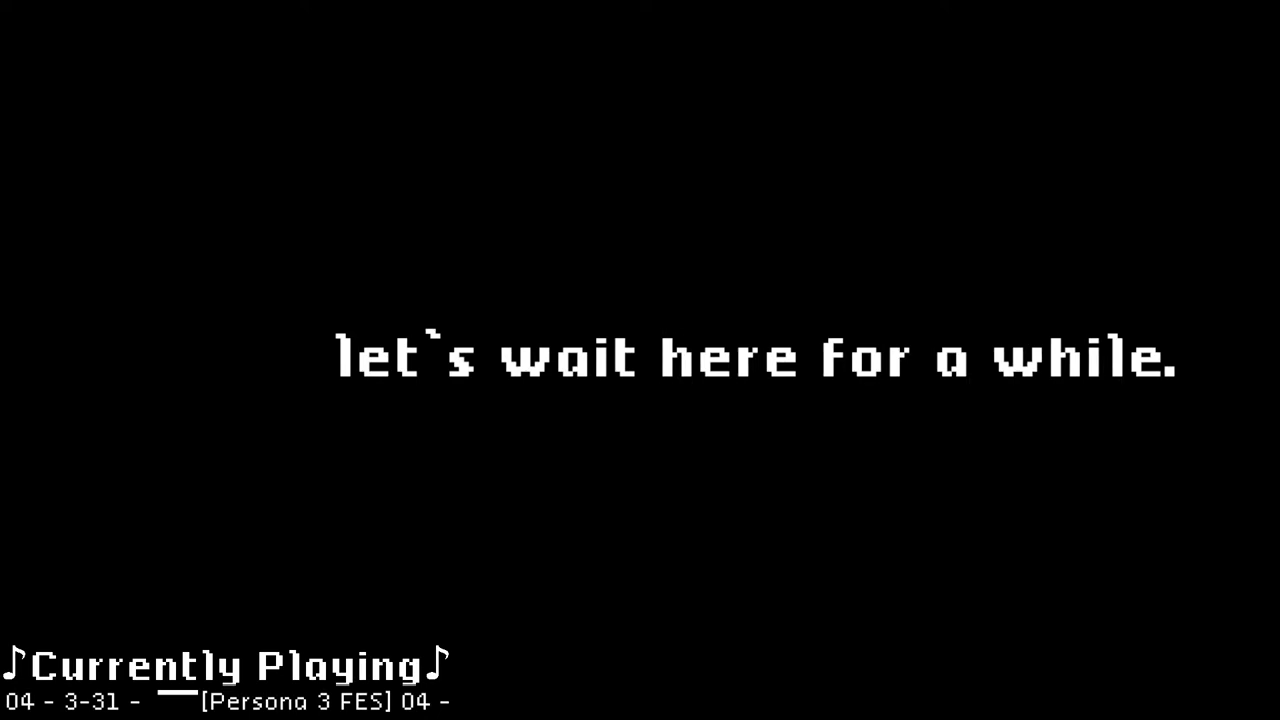 let`s wait here for a while.
♪Currently Playing♪
04 - 3-31 - [Persona 3 FES] 04 -